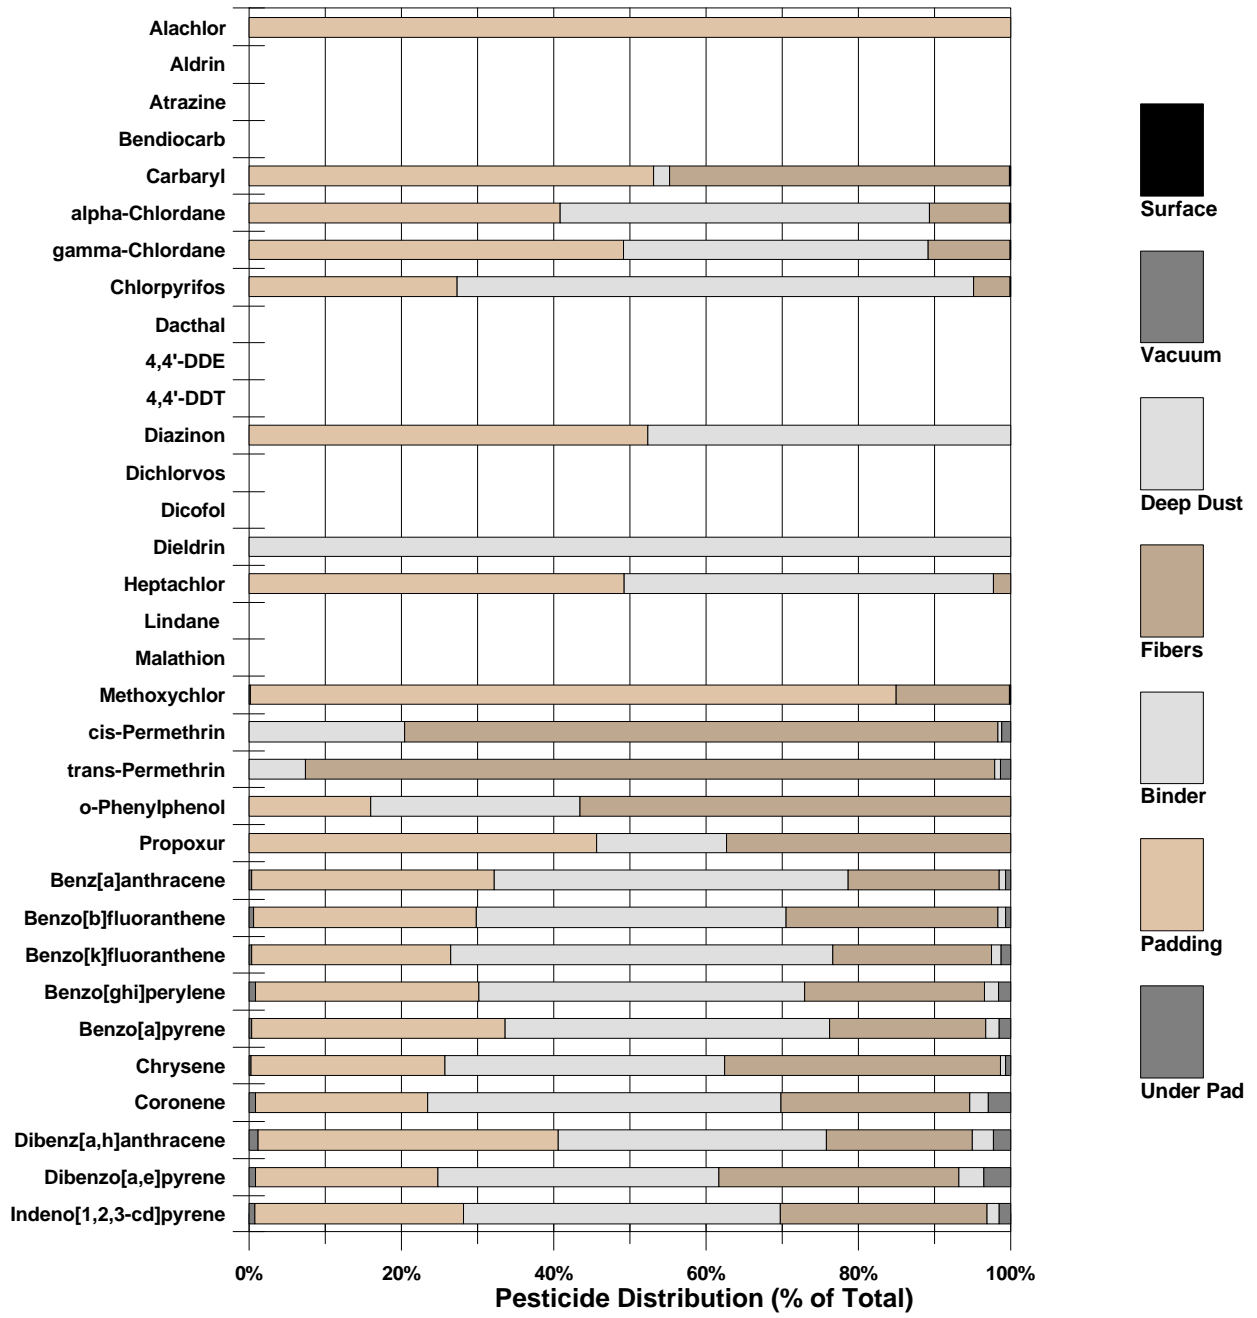 Alachlor
Aldrin
Atrazine
Bendiocarb
Carbaryl
alpha-Chlordane
gamma-Chlordane
Chlorpyrifos
Dacthal
4,4'-DDE
4,4'-DDT
Diazinon
Dichlorvos
Dicofol
Dieldrin
Heptachlor
Lindane
Malathion
Methoxychlor
cis-Permethrin
trans-Permethrin
o-Phenylphenol
Propoxur
Benz[a]anthracene
Benzo[b]fluoranthene
Benzo[k]fluoranthene
Benzo[ghi]perylene
Benzo[a]pyrene
Chrysene
Coronene
Dibenz[a,h]anthracene
Dibenzo[a,e]pyrene
Indeno[1,2,3-cd]pyrene
0% 20% 40% 60% 80% 100%
Pesticide Distribution (% of Total)
Surface
Vacuum
Deep Dust
Fibers
Binder
Padding
Under Pad